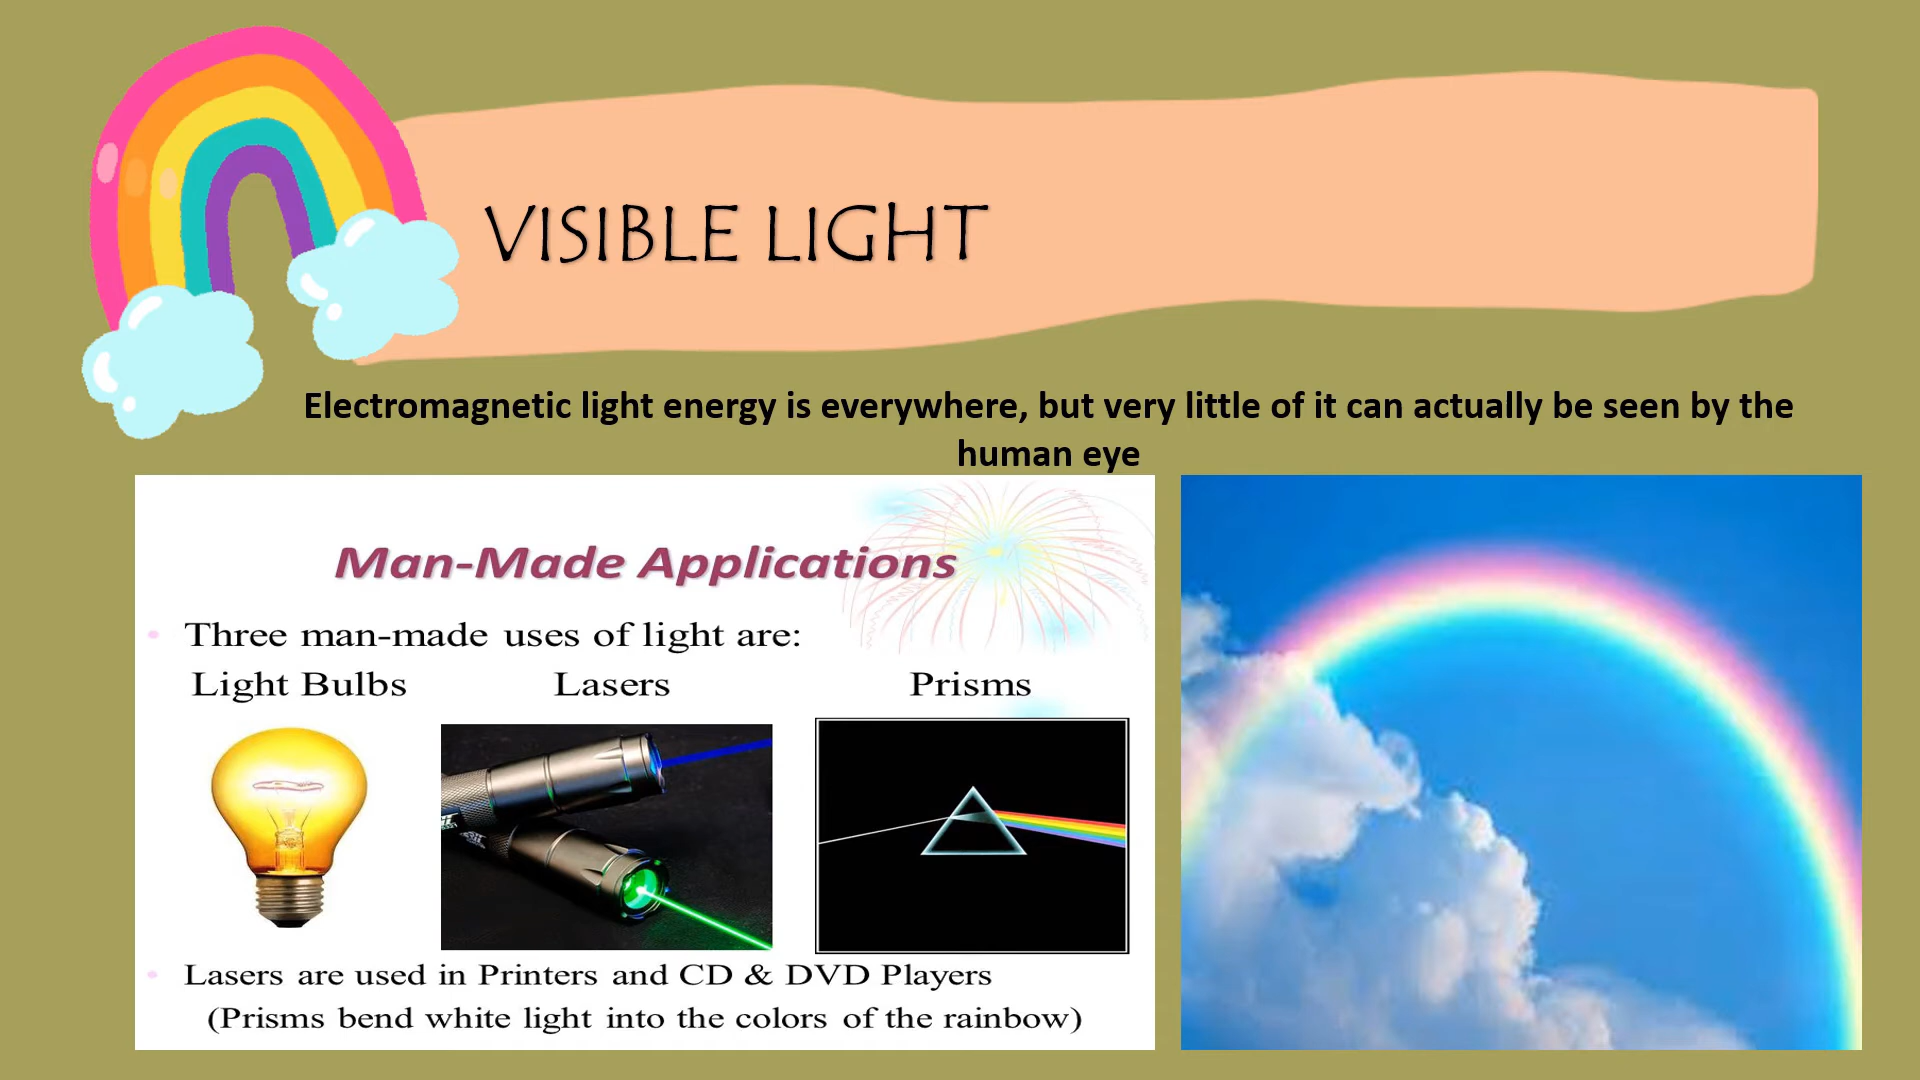 VISIBLE LIGHT
Electromagnetic light energy is everywhere, but very little of it can actually be seen by the
human eye
Man-Made Applications
• Three man-made uses of light are:
Light Bulbs Lasers Prisms
• Lasers are used in Printers and CD & DVD Players
(Prisms bend white light into the colors of the rainbow)